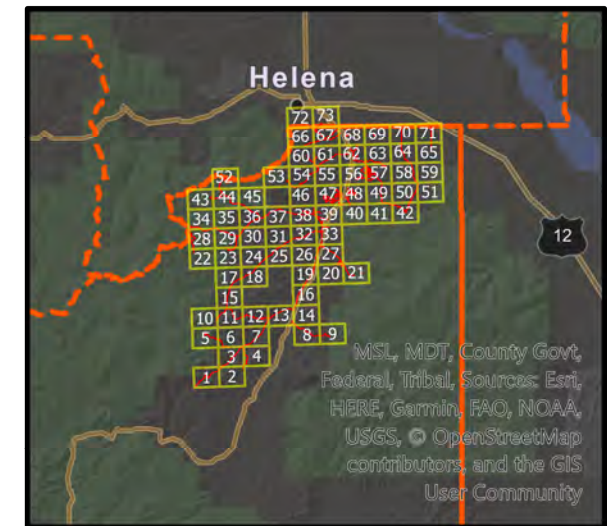 Helena
72 73
66 67 68 69 70 71
60 61 62 63 64 65
52 53 54 55 56 57 58 59
43 44 45 46 47 48 49 50 51
34 35 36 37 38 39 40 41 42
28 29 30 31 32 33
12
22 23 24 25 26 27
17 18 19 20 21
15 16
10 11 12 13 14
5 6 7 8 9
3 4
1 2
MSL, MDT, County Govt,
Federal, Tribal, Sources: Esri,
HERE, Garmin, FAO, NOAA,
USGS, © OpenStreetMap
contributors, and the GIS
User Community